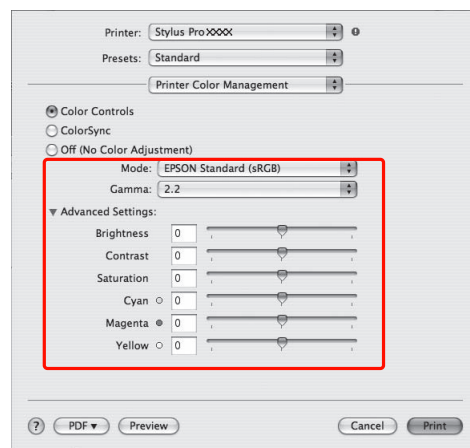 Printer: Stylus Pro XXXX
Presets: Standard
Printer Color Management
Color Controls
ColorSync
Off (No Color Adjustment)
Mode: EPSON Standard (sRGB)
Gamma: 2.2
Advanced Settings:
Brightness 0
Contrast 0
Saturation 0
Cyan 0
Magenta 0
Yellow 0
? PDF Preview Cancel Print